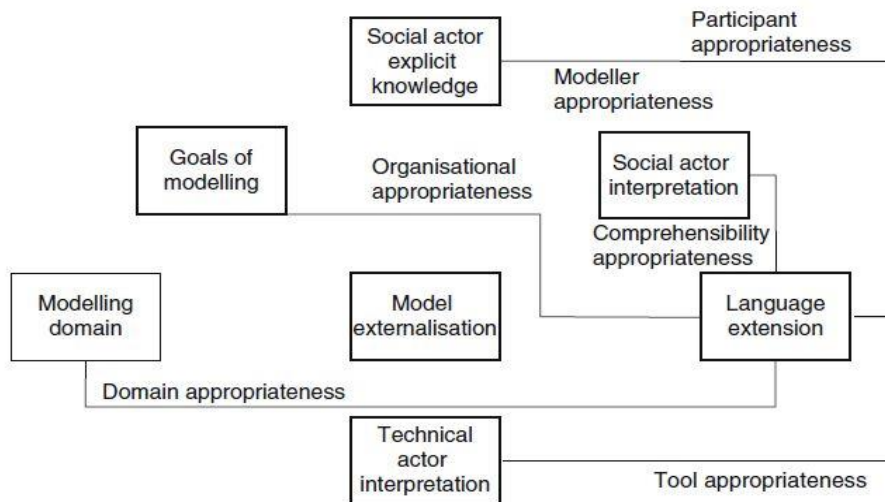 Participant
appropriateness
Social actor
explicit
knowledge
Modeller
appropriateness
Goals of
modelling
Organisational
appropriateness
Social actor
interpretation
Comprehensibility
appropriateness
Modelling
domain
Model
externalisation
Language
extension
Domain appropriateness
Technical
actor
interpretation
Tool appropriateness